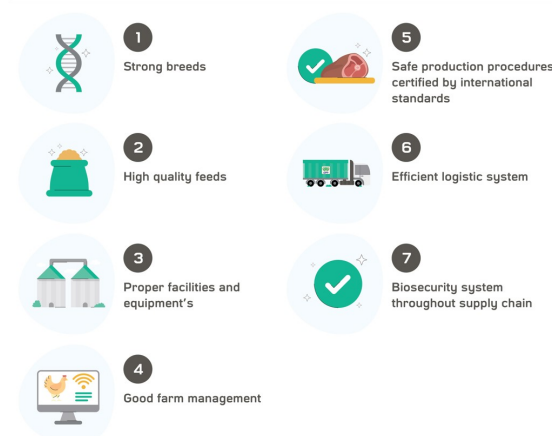 1
Strong breeds
2
High quality feeds
3
Proper facilities and
equipment's
4
Good farm management
5
Safe production procedures
certified by international
standards
6
Efficient logistic system
7
Biosecurity system
throughout supply chain